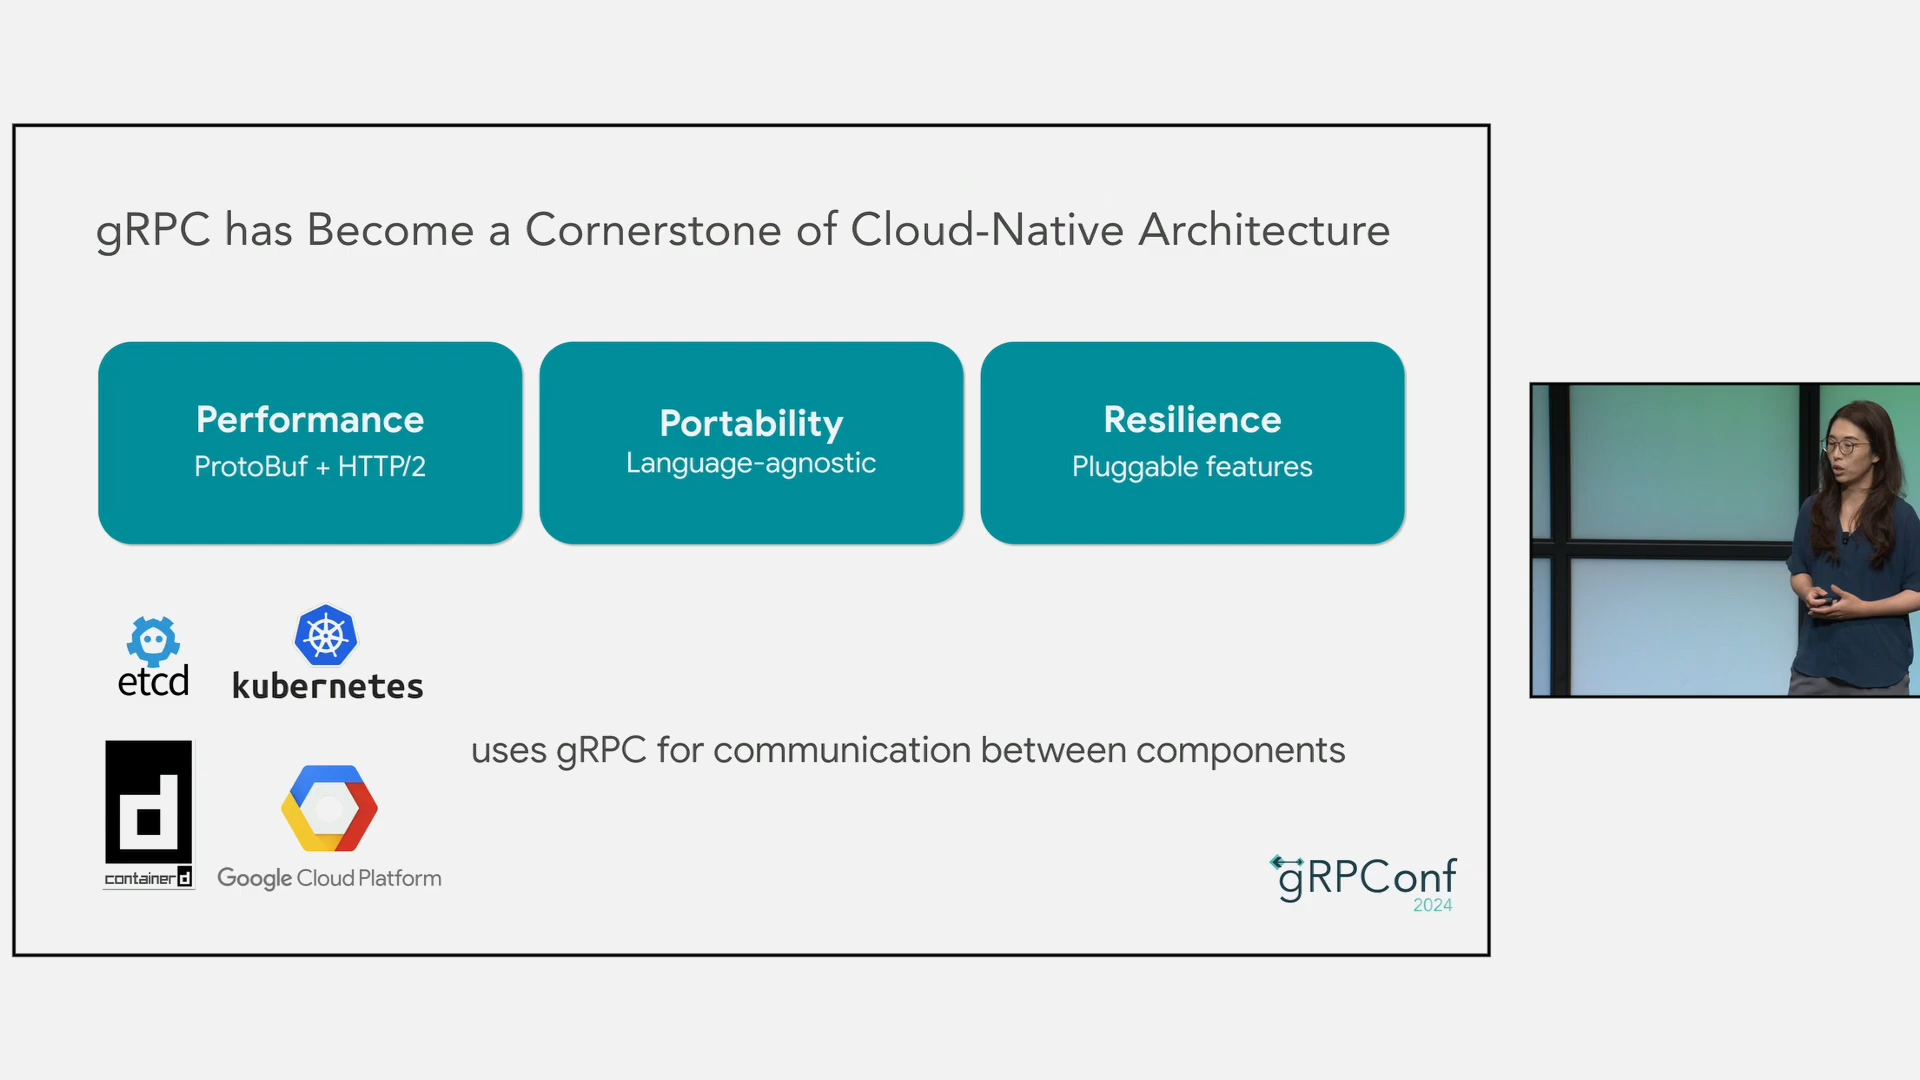 gRPC has Become a Cornerstone of Cloud-Native Architecture
Performance
ProtoBuf + HTTP/2
Portability
Language-agnostic
Resilience
Pluggable features
etcd
kubernetes
uses gRPC for communication between components
d
containerd
Google Cloud Platform
gRPConf
2024